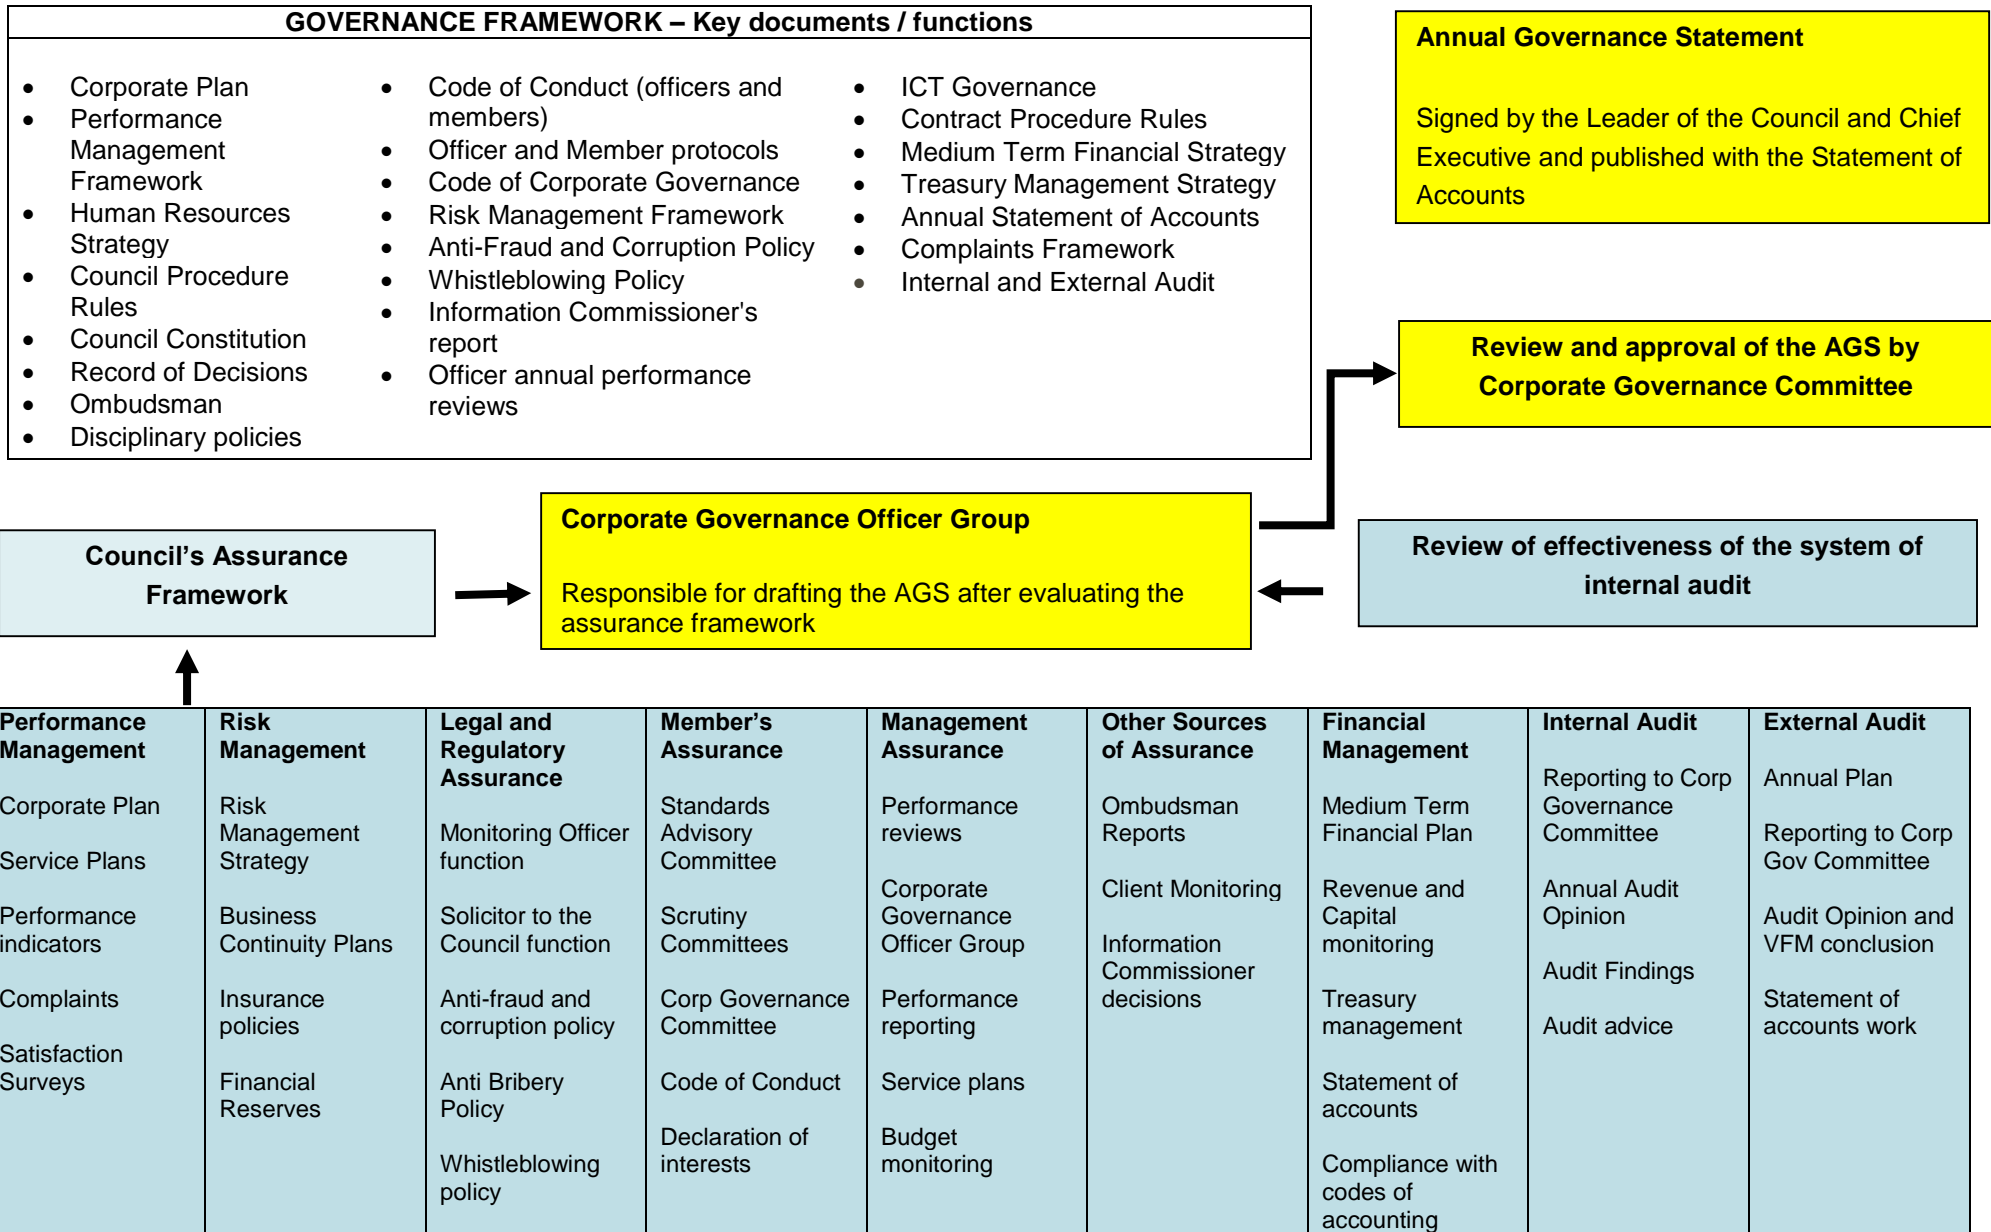 GOVERNANCE FRAMEWORK – Key documents / functions
• Corporate Plan
• Performance
Management
Framework
• Human Resources
Strategy
• Council Procedure
Rules
• Council Constitution
• Record of Decisions
• Ombudsman
• Disciplinary policies
• Code of Conduct (officers and
members)
• Officer and Member protocols
• Code of Corporate Governance
• Risk Management Framework
• Anti-Fraud and Corruption Policy
• Whistleblowing Policy
• Information Commissioner's
report
• Officer annual performance
reviews
• ICT Governance
• Contract Procedure Rules
• Medium Term Financial Strategy
• Treasury Management Strategy
• Annual Statement of Accounts
• Complaints Framework
• Internal and External Audit
Annual Governance Statement
Signed by the Leader of the Council and Chief
Executive and published with the Statement of
Accounts
Review and approval of the AGS by
Corporate Governance Committee
Council’s Assurance
Framework
Corporate Governance Officer Group
Responsible for drafting the AGS after evaluating the
assurance framework
Review of effectiveness of the system of
internal audit
Performance
Management
Corporate Plan
Service Plans
Performance
indicators
Complaints
Satisfaction
Surveys
Risk
Management
Risk
Management
Strategy
Business
Continuity Plans
Insurance
policies
Financial
Reserves
Legal and
Regulatory
Assurance
Monitoring Officer
function
Solicitor to the
Council function
Anti-fraud and
corruption policy
Anti Bribery
Policy
Whistleblowing
policy
Member’s
Assurance
Standards
Advisory
Committee
Scrutiny
Committees
Corp Governance
Committee
Code of Conduct
Declaration of
interests
Management
Assurance
Performance
reviews
Corporate
Governance
Officer Group
Performance
reporting
Service plans
Budget
monitoring
Other Sources
of Assurance
Ombudsman
Reports
Client Monitoring
Information
Commissioner
decisions
Financial
Management
Medium Term
Financial Plan
Revenue and
Capital
monitoring
Treasury
management
Statement of
accounts
Compliance with
codes of
accounting
Internal Audit
Reporting to Corp
Governance
Committee
Annual Audit
Opinion
Audit Findings
Audit advice
External Audit
Annual Plan
Reporting to Corp
Gov Committee
Audit Opinion and
VFM conclusion
Statement of
accounts work